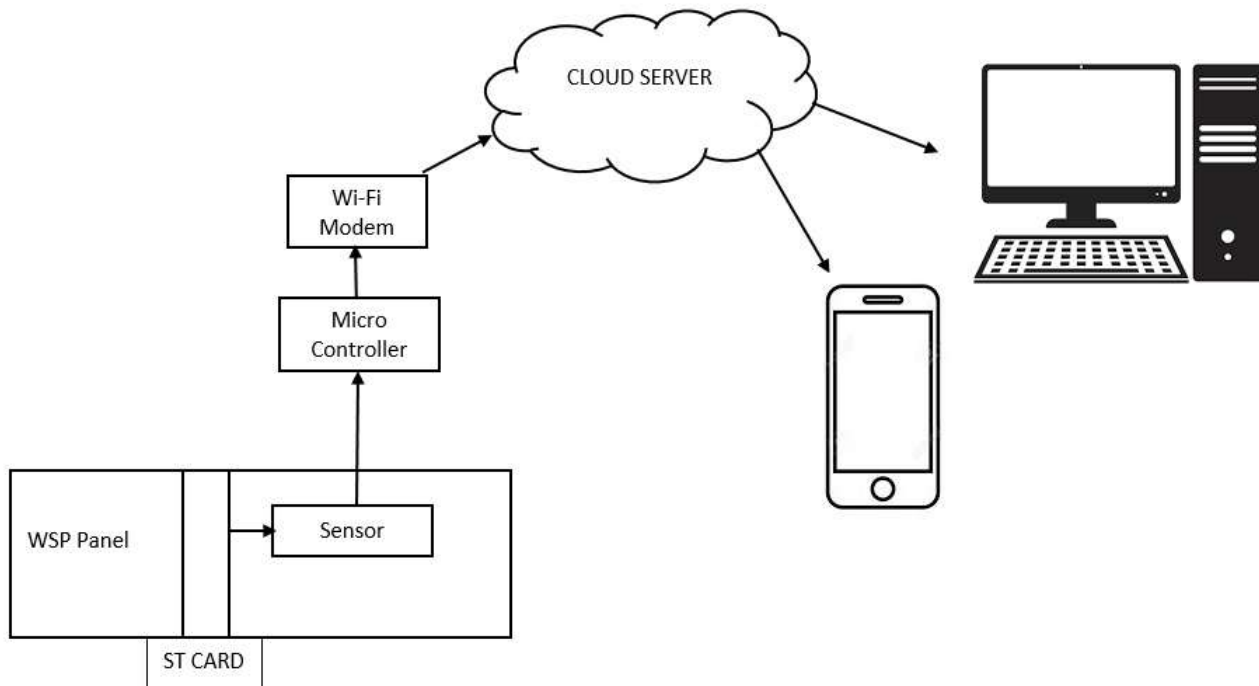 CLOUD SERVER
Wi-Fi
Modem
Micro
Controller
Sensor
WSP Panel
ST CARD